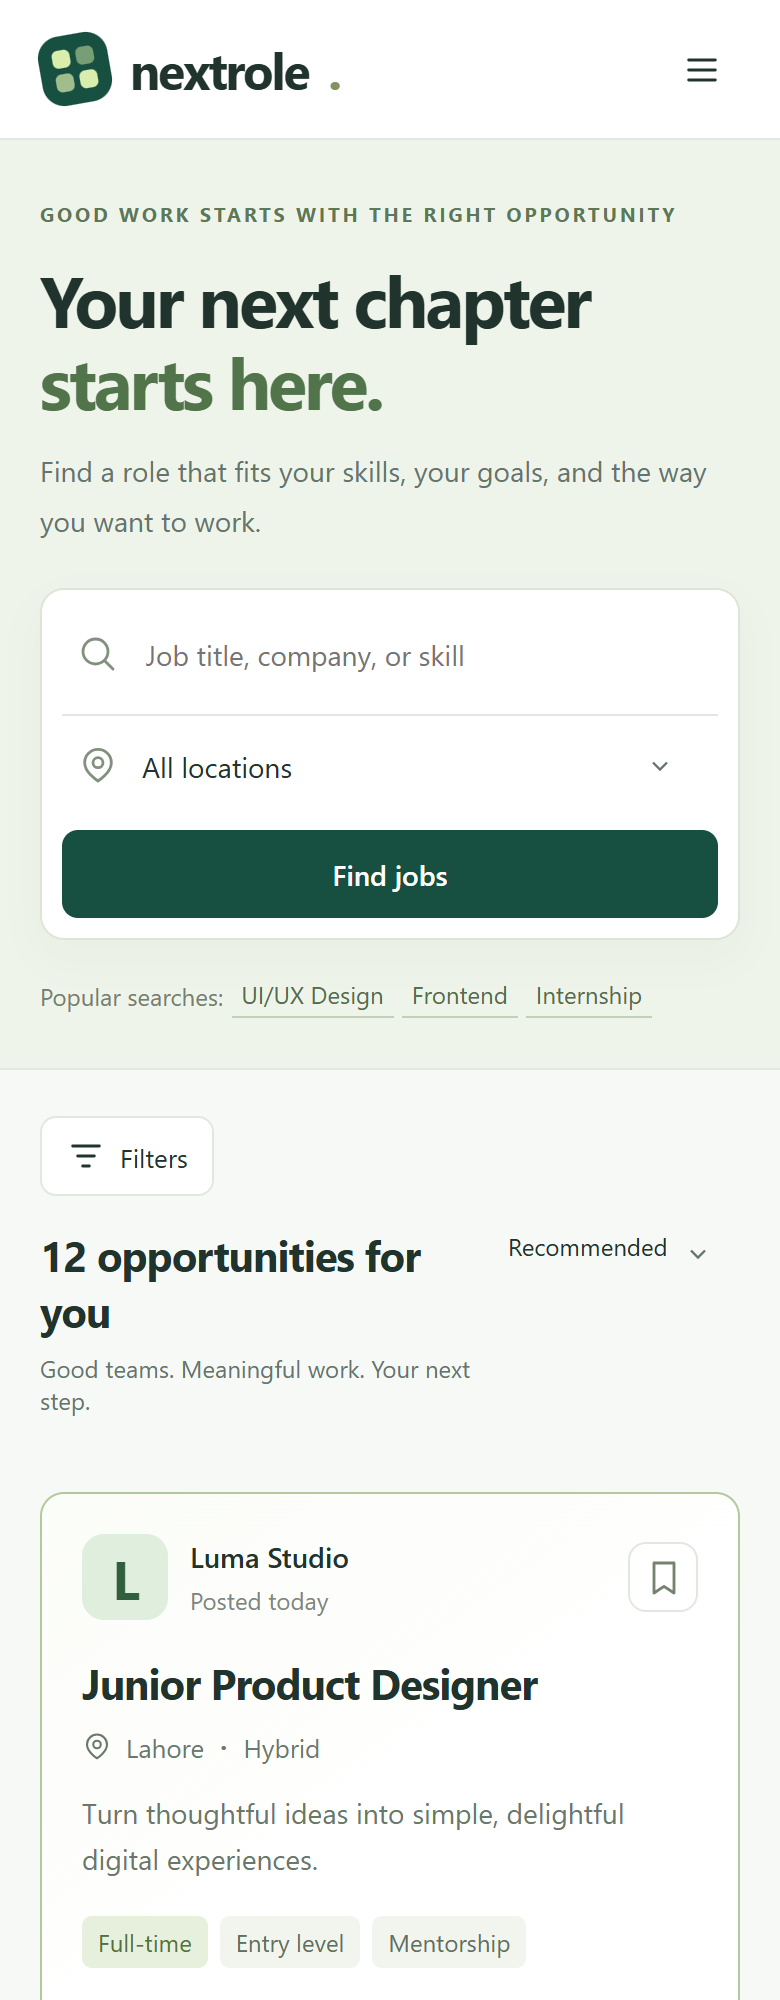 nextrole .
GOOD WORK STARTS WITH THE RIGHT OPPORTUNITY
Your next chapter
starts here.
Find a role that fits your skills, your goals, and the way
you want to work.
Job title, company, or skill
All locations
Find jobs
Popular searches: UI/UX Design Frontend Internship
Filters
12 opportunities for
you
Recommended
Good teams. Meaningful work. Your next
step.
L
Luma Studio
Posted today
Junior Product Designer
Lahore • Hybrid
Turn thoughtful ideas into simple, delightful
digital experiences.
Full-time Entry level Mentorship